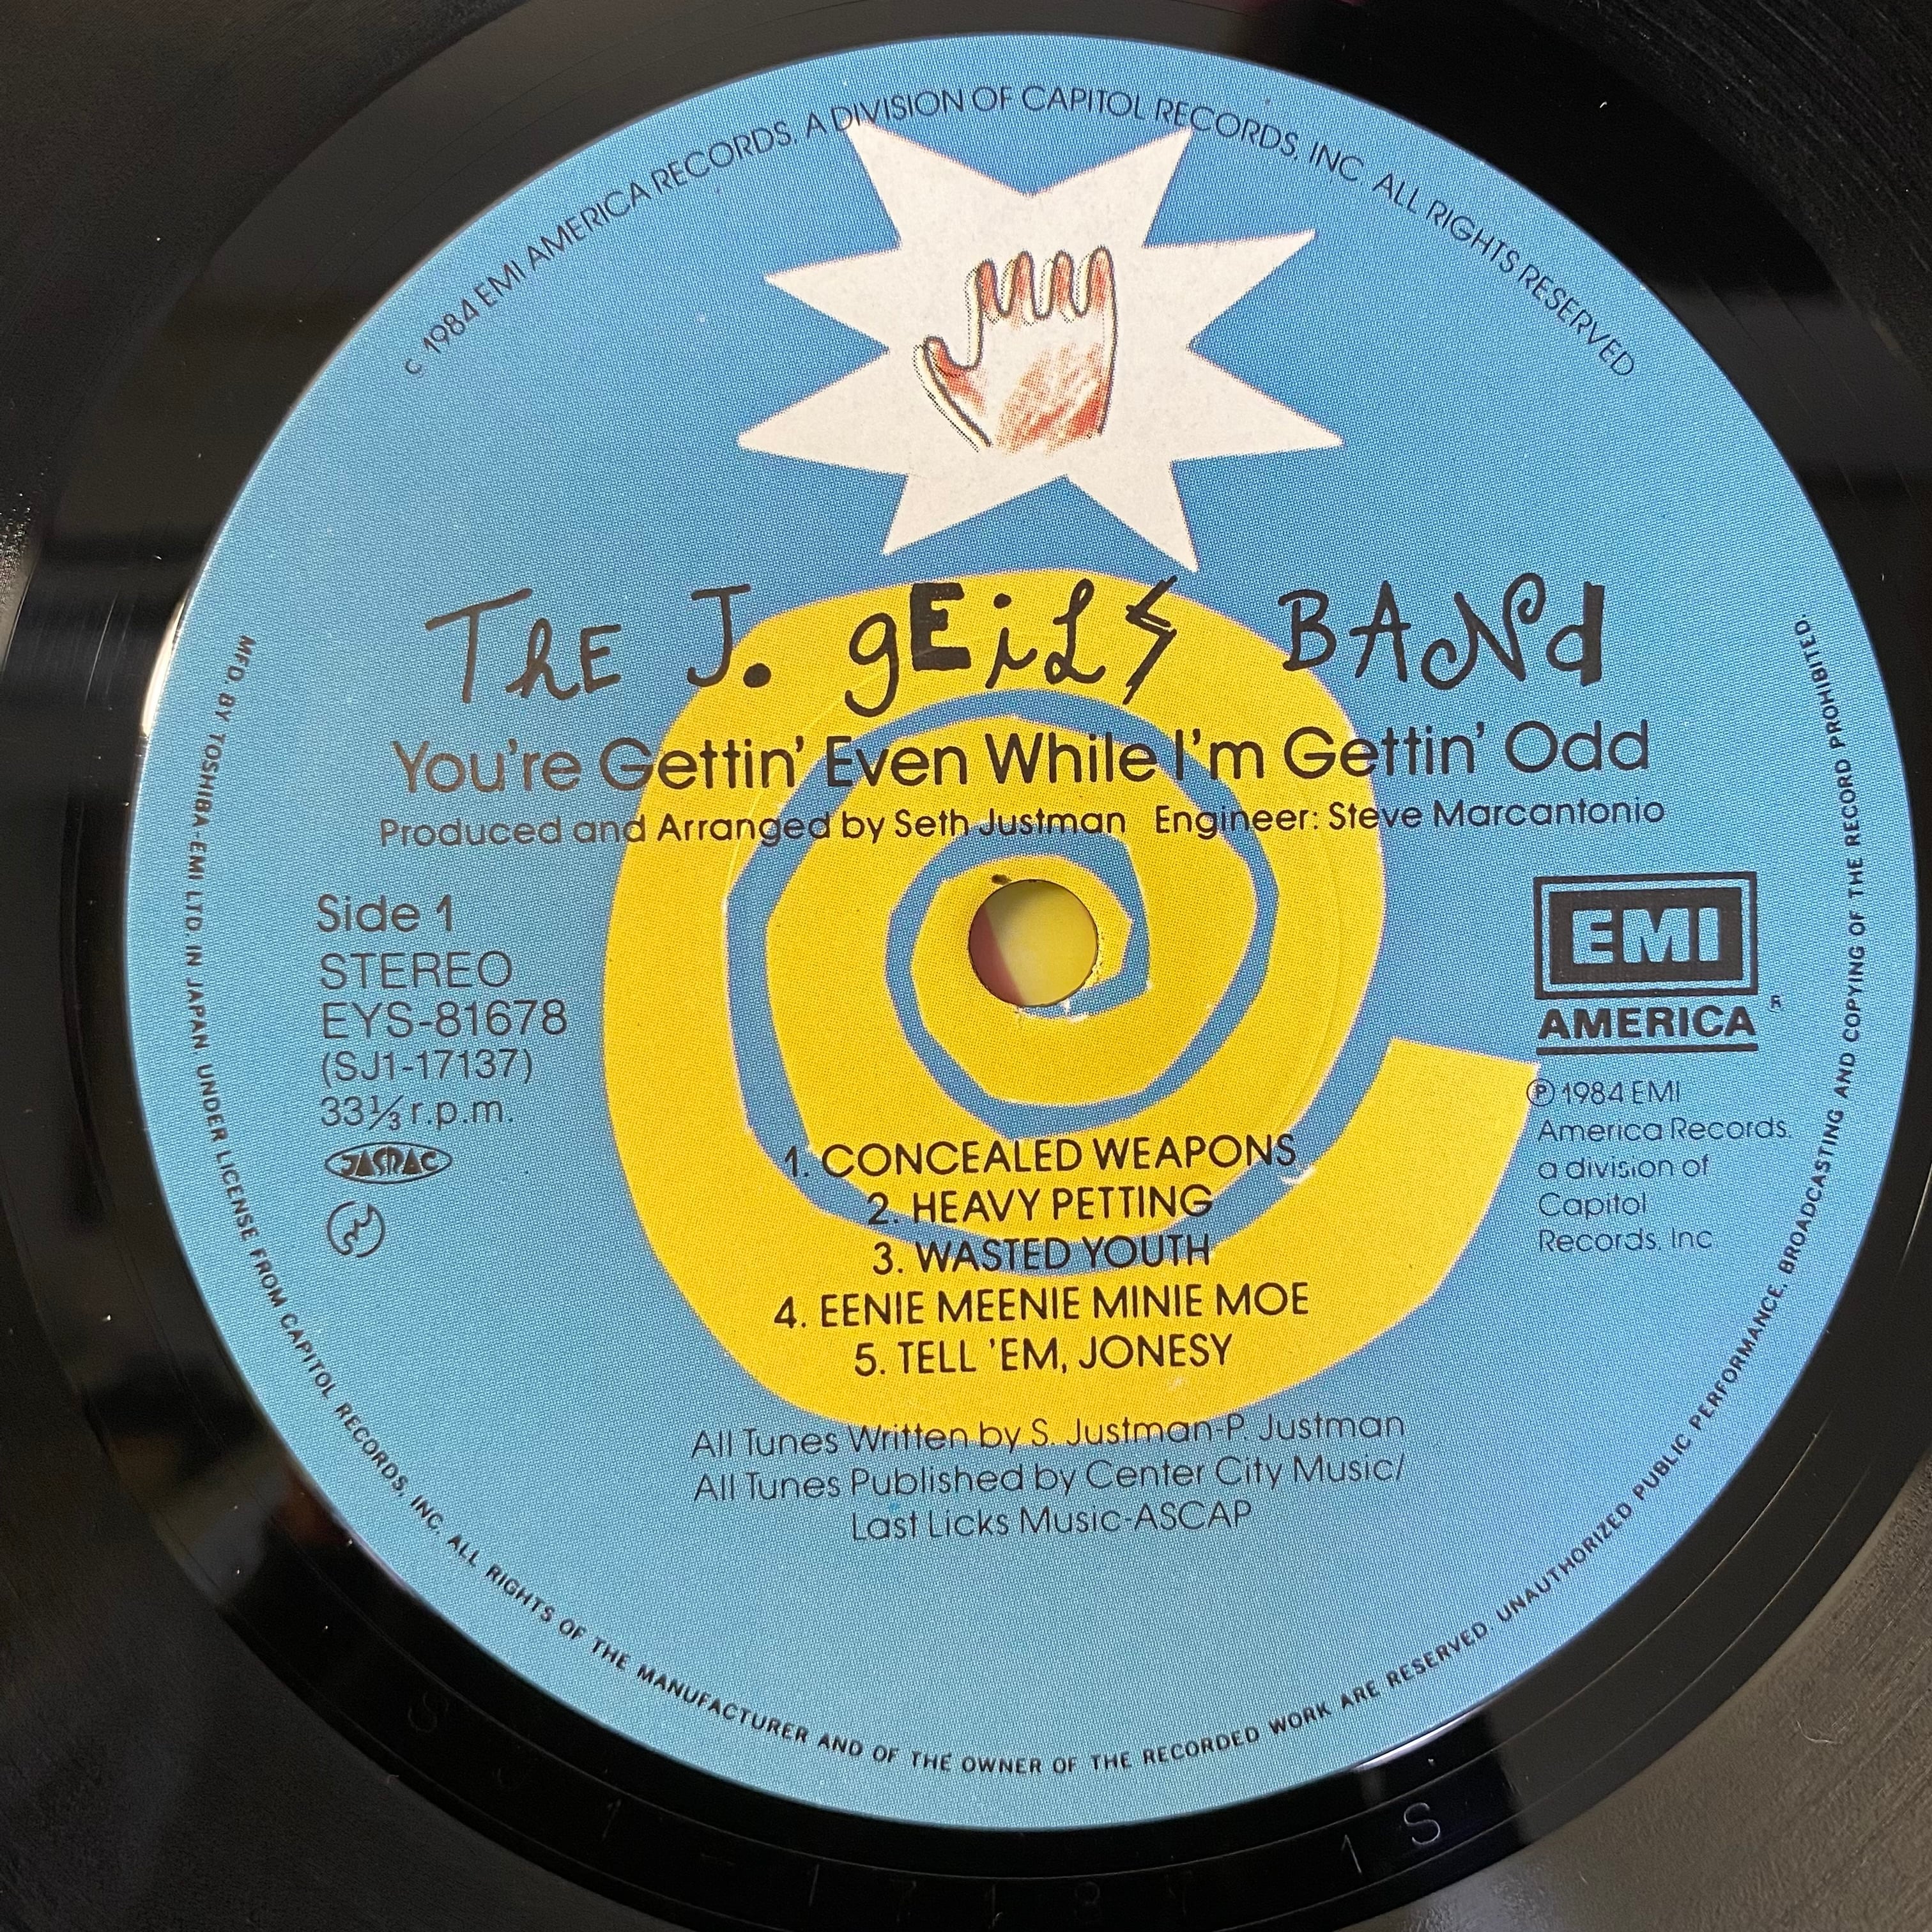 C 1984 EMI AMERICA RECORDS, A DIVISION OF CAPITOL RECORDS, INC. ALL RIGHTS RESERVED.
ThE J. gEiLS BANd
You're Gettin' Even While I'm Gettin' Odd
Produced and Arranged by Seth Justman Engineer: Steve Marcantonio
Side 1
STEREO
EYS-81678
(SJ1-17137)
33⅓ r.p.m.
JASRAC
EMI
AMERICA
R
Ⓟ 1984 EMI
America Records,
a division of
Capitol
Records, Inc
1. CONCEALED WEAPONS
2. HEAVY PETTING
3. WASTED YOUTH
4. EENIE MEENIE MINIE MOE
5. TELL 'EM, JONESY
All Tunes Written by S. Justman-P. Justman
All Tunes Published by Center City Music/
Last Licks Music-ASCAP
MFD. BY TOSHIBA-EMI LTD. IN JAPAN. UNDER LICENSE FROM CAPITOL RECORDS, INC. ALL RIGHTS OF THE MANUFACTURER AND OF THE OWNER OF THE RECORDED WORK ARE RESERVED. UNAUTHORIZED PUBLIC PERFORMANCE, BROADCASTING AND COPYING OF THE RECORD PROHIBITED.
1 S